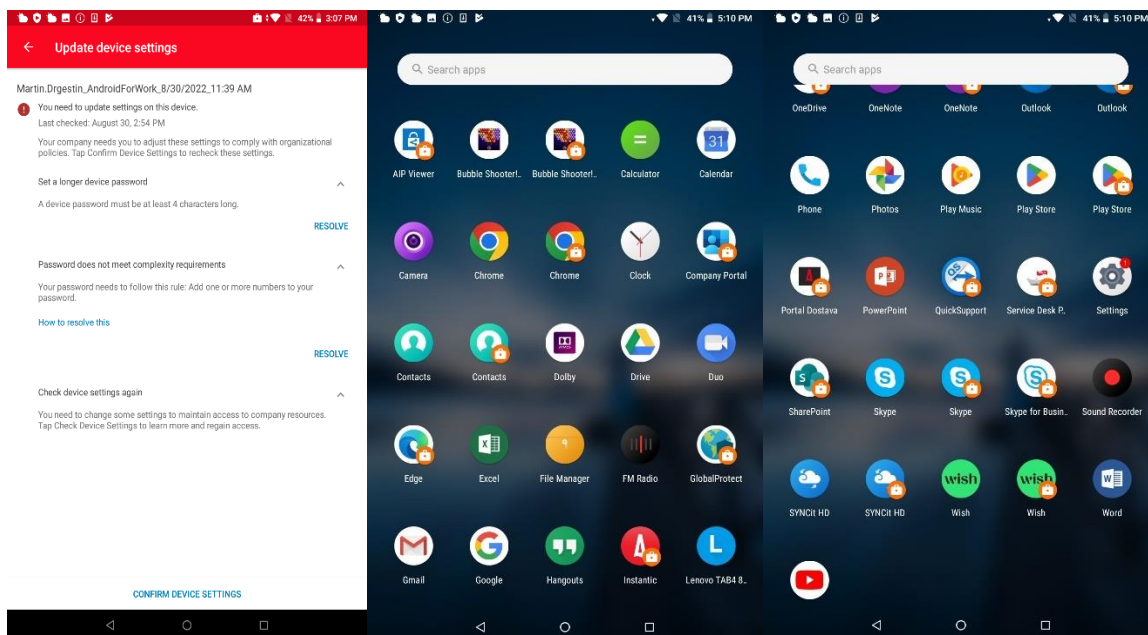 42% 3:07 PM
Update device settings
Martin.Drgestin_AndroidForWork_8/30/2022_11:39 AM
You need to update settings on this device.
Last checked: August 30, 2:54 PM
Your company needs you to adjust these settings to comply with organizational
policies. Tap Confirm Device Settings to recheck these settings.
Set a longer device password
A device password must be at least 4 characters long.
RESOLVE
Password does not meet complexity requirements
Your password needs to follow this rule: Add one or more numbers to your
password.
How to resolve this
RESOLVE
Check device settings again
You need to change some settings to maintain access to company resources.
Tap Check Device Settings to learn more and regain access.
CONFIRM DEVICE SETTINGS
41% 5:10 PM
Search apps
31
AIP Viewer Bubble Shooter!.. Bubble Shooter!.. Calculator Calendar
Camera Chrome Chrome Clock Company Portal
Contacts Contacts Dolby Drive Duo
Edge Excel File Manager FM Radio GlobalProtect
L
Gmail Google Hangouts Instantic Lenovo TAB4 8..
41% 5:10 PM
Search apps
OneDrive OneNote OneNote Outlook Outlook
Phone Photos Play Music Play Store Play Store
1
Portal Dostava PowerPoint QuickSupport Service Desk P.. Settings
SharePoint Skype Skype Skype for Busin.. Sound Recorder
wish wish
SYNCit HD SYNCit HD Wish Wish Word